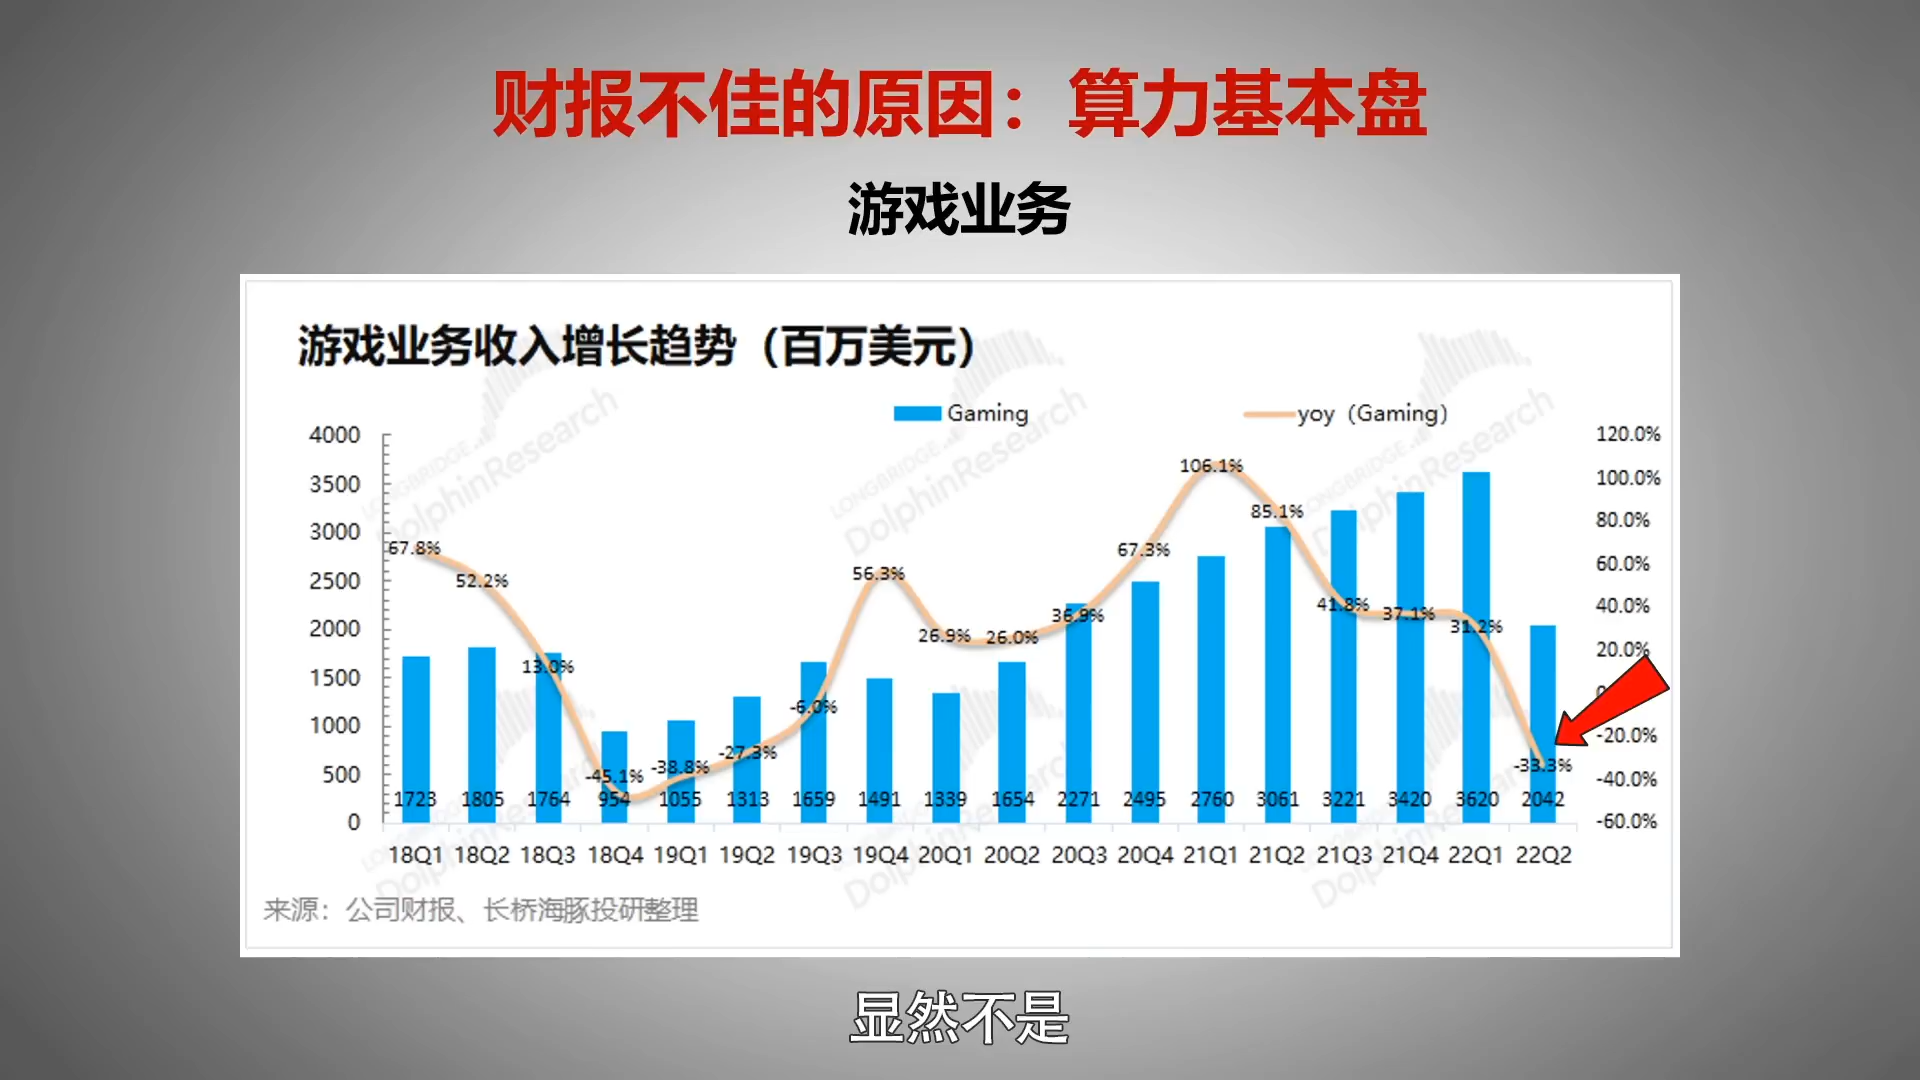 财报不佳的原因：算力基本盘
游戏业务
游戏业务收入增长趋势（百万美元）
Gaming
yoy（Gaming）
4000
3500
3000
2500
2000
1500
1000
500
0
120.0%
100.0%
80.0%
60.0%
40.0%
20.0%
-20.0%
-40.0%
-60.0%
67.8% 52.2% 13.0% -45.1% -38.8% -27.3% -6.0% 56.3% 26.9% 26.0% 36.9% 67.3% 106.1% 85.1% 41.8% 37.1% 31.2% -33.3%
1723 1805 1764 954 1055 1313 1659 1491 1339 1654 2271 2495 2760 3061 3221 3420 3620 2042
18Q1 18Q2 18Q3 18Q4 19Q1 19Q2 19Q3 19Q4 20Q1 20Q2 20Q3 20Q4 21Q1 21Q2 21Q3 21Q4 22Q1 22Q2
LONGBRIDGE
DolphinResearch
LONGBRIDGE
DolphinResearch
LONGBRIDGE
DolphinResearch
来源：公司财报、长桥海豚投研整理
显然不是